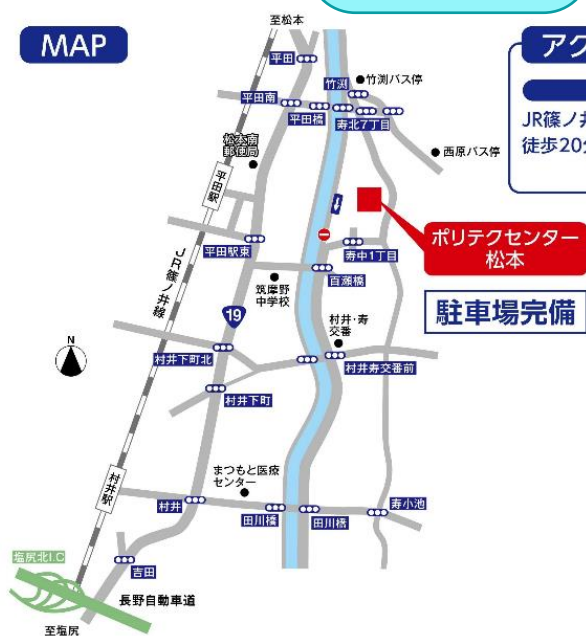 MAP
至松本
平田
竹渕
竹渕バス停
平田南
平田橋
寿北7丁目
松本南
郵便局
西原バス停
平田駅
平田駅東
寿中1丁目
ポリテクセンター
松本
百瀬橋
筑摩野
中学校
JR篠ノ井線
19
駐車場完備
村井・寿
交番
N
村井下町北
村井寿交番前
村井下町
まつもと医療
センター
村井駅
村井
田川橋
田川橋
寿小池
塩尻北I.C
吉田
長野自動車道
至塩尻
アク
JR篠ノ井
徒歩20分